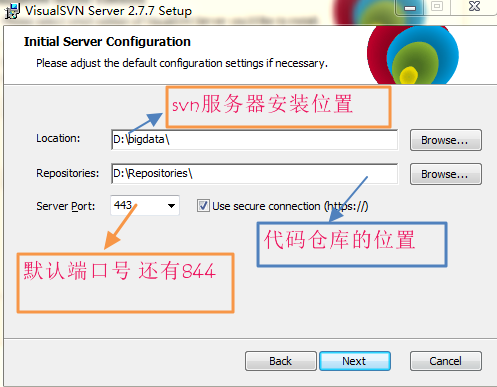 VisualSVN Server 2.7.7 Setup
Initial Server Configuration
Please adjust the default configuration settings if necessary.
svn服务器安装位置
Location:
D:\bigdata\
Browse...
Repositories:
D:\Repositories\
Browse...
Server Port:
443
Use secure connection (https://)
代码仓库的位置
默认端口号 还有844
Back
Next
Cancel